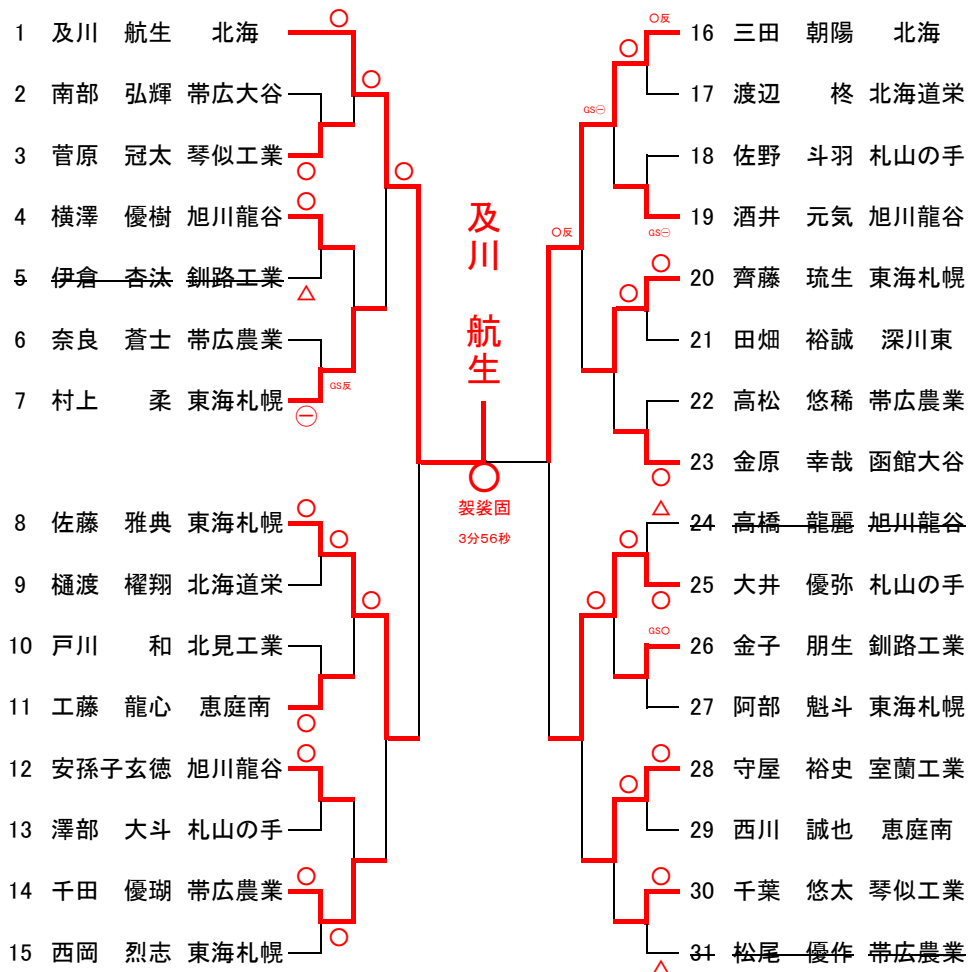 1 及川 航生 北海
2 南部 弘輝 帯広大谷
3 菅原 冠太 琴似工業
4 横澤 優樹 旭川龍谷
5 伊倉 杏汰 釧路工業
6 奈良 蒼士 帯広農業
7 村上 柔 東海札幌
GS反
8 佐藤 雅典 東海札幌
9 樋渡 櫂翔 北海道栄
10 戸川 和 北見工業
11 工藤 龍心 恵庭南
12 安孫子玄徳 旭川龍谷
13 澤部 大斗 札山の手
14 千田 優瑚 帯広農業
15 西岡 烈志 東海札幌
及川 航生
袈裟固
3分56秒
○反
16 三田 朝陽 北海
17 渡辺 柊 北海道栄
GS㊀
18 佐野 斗羽 札山の手
19 酒井 元気 旭川龍谷
GS㊀
○反
20 齊藤 琉生 東海札幌
21 田畑 裕誠 深川東
22 高松 悠稀 帯広農業
23 金原 幸哉 函館大谷
24 高橋 龍麗 旭川龍谷
25 大井 優弥 札山の手
GS○
26 金子 朋生 釧路工業
27 阿部 魁斗 東海札幌
28 守屋 裕史 室蘭工業
29 西川 誠也 恵庭南
30 千葉 悠太 琴似工業
31 松尾 優作 帯広農業